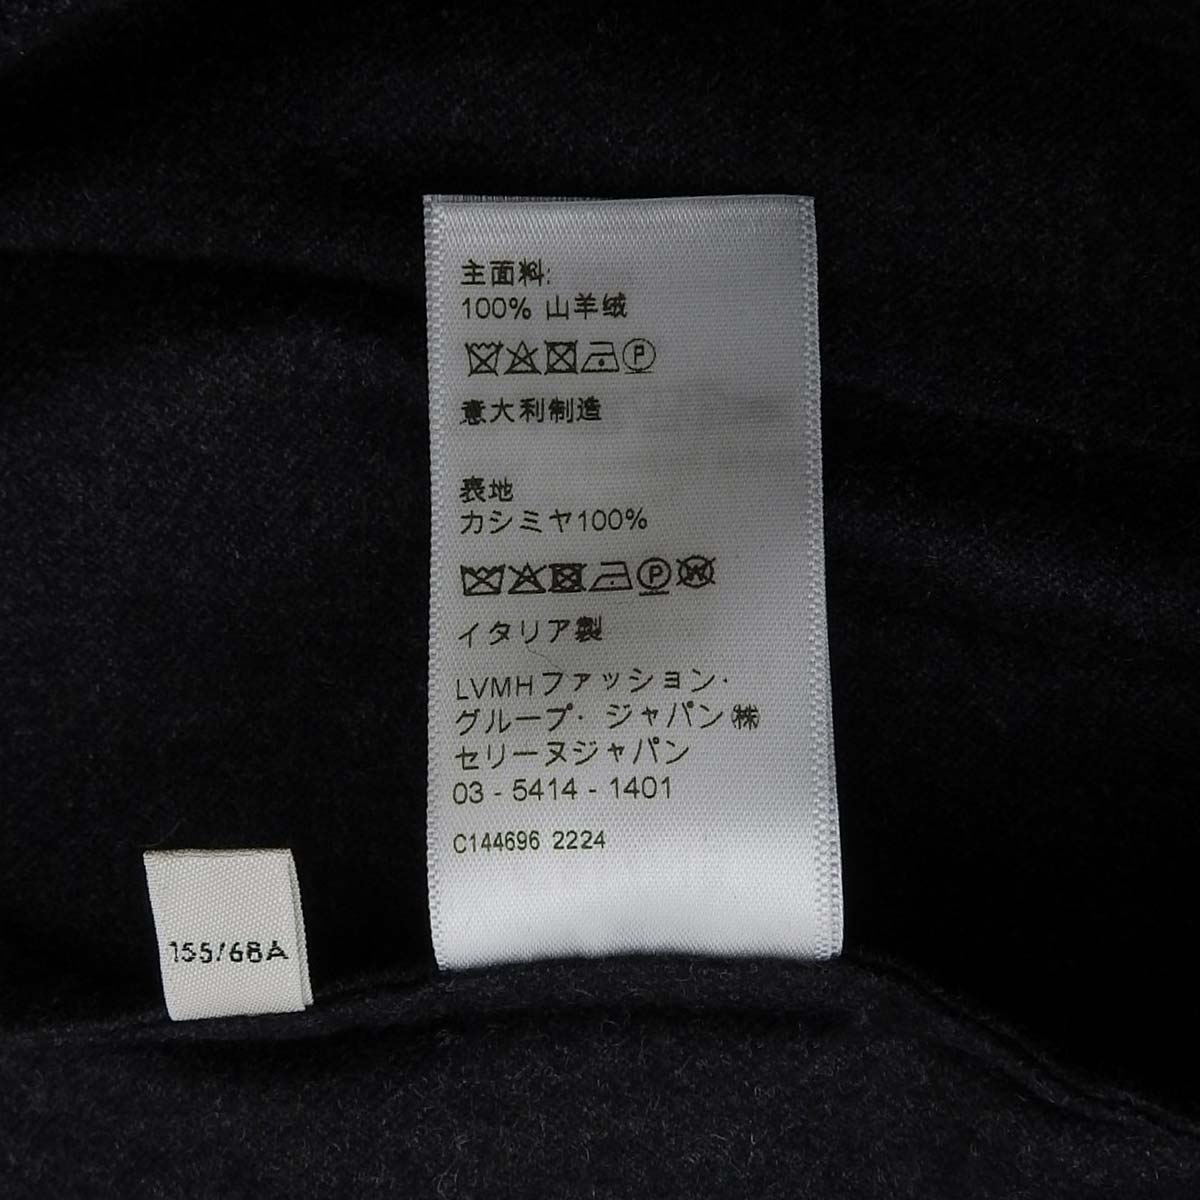 主面料:
100% 山羊绒
P
意大利制造
表地
カシミヤ100%
P W
イタリア製
LVMHファッション・
グループ・ジャパン㈱
セリーヌジャパン
03 - 5414 - 1401
C144696 2224
155/68A